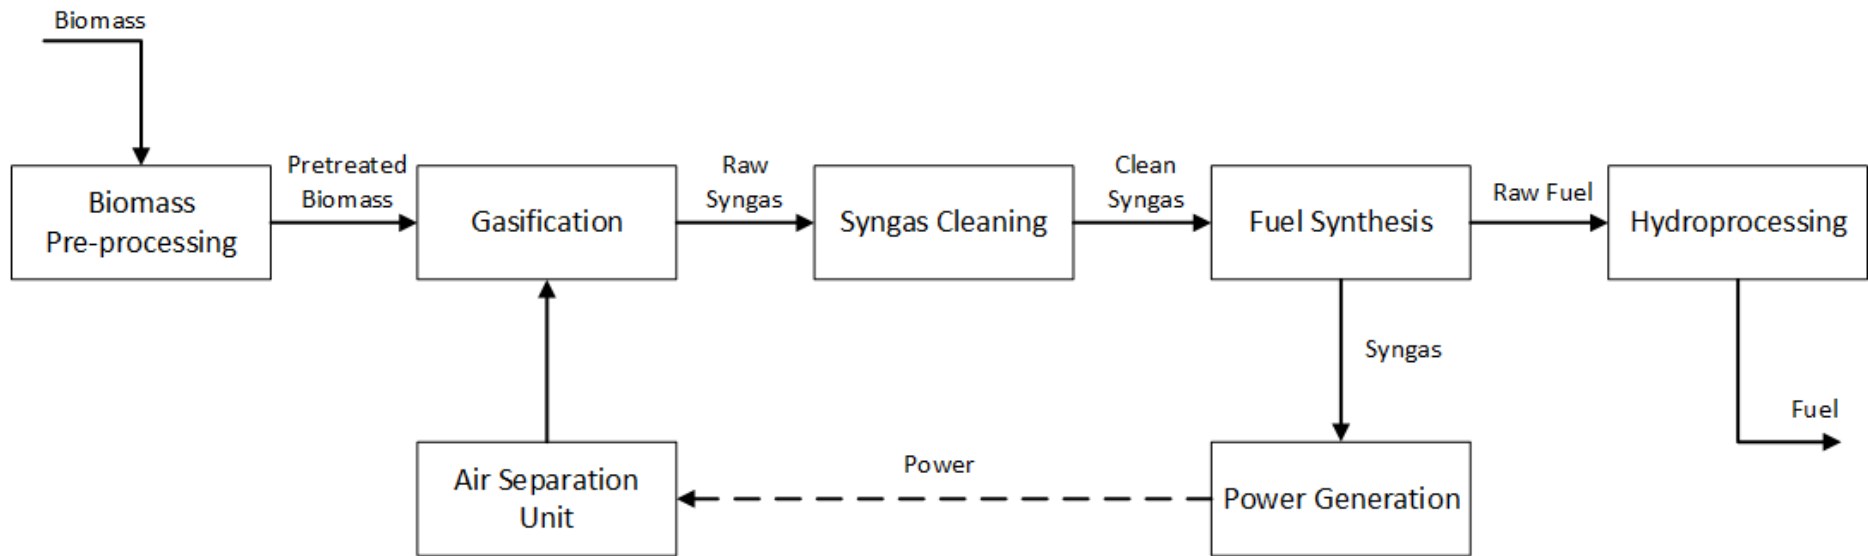 Biomass
Biomass
Pre-processing
Pretreated
Biomass
Gasification
Raw
Syngas
Syngas Cleaning
Clean
Syngas
Fuel Synthesis
Raw Fuel
Hydroprocessing
Syngas
Fuel
Air Separation
Unit
Power
Power Generation